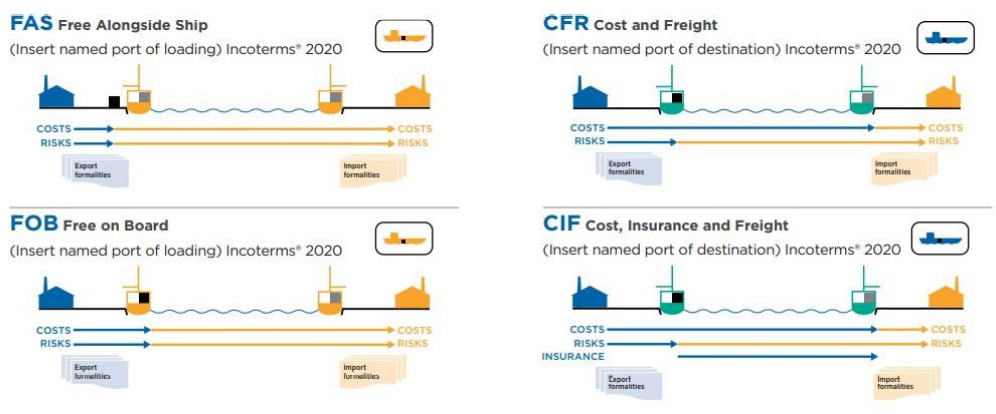 FAS Free Alongside Ship
(Insert named port of loading) Incoterms® 2020
COSTS COSTS
RISKS RISKS
Export
formalities
Import
formalities
CFR Cost and Freight
(Insert named port of destination) Incoterms® 2020
COSTS COSTS
RISKS RISKS
Export
formalities
Import
formalities
FOB Free on Board
(Insert named port of loading) Incoterms® 2020
COSTS COSTS
RISKS RISKS
Export
formalities
Import
formalities
CIF Cost, Insurance and Freight
(Insert named port of destination) Incoterms® 2020
COSTS COSTS
RISKS RISKS
INSURANCE
Export
formalities
Import
formalities